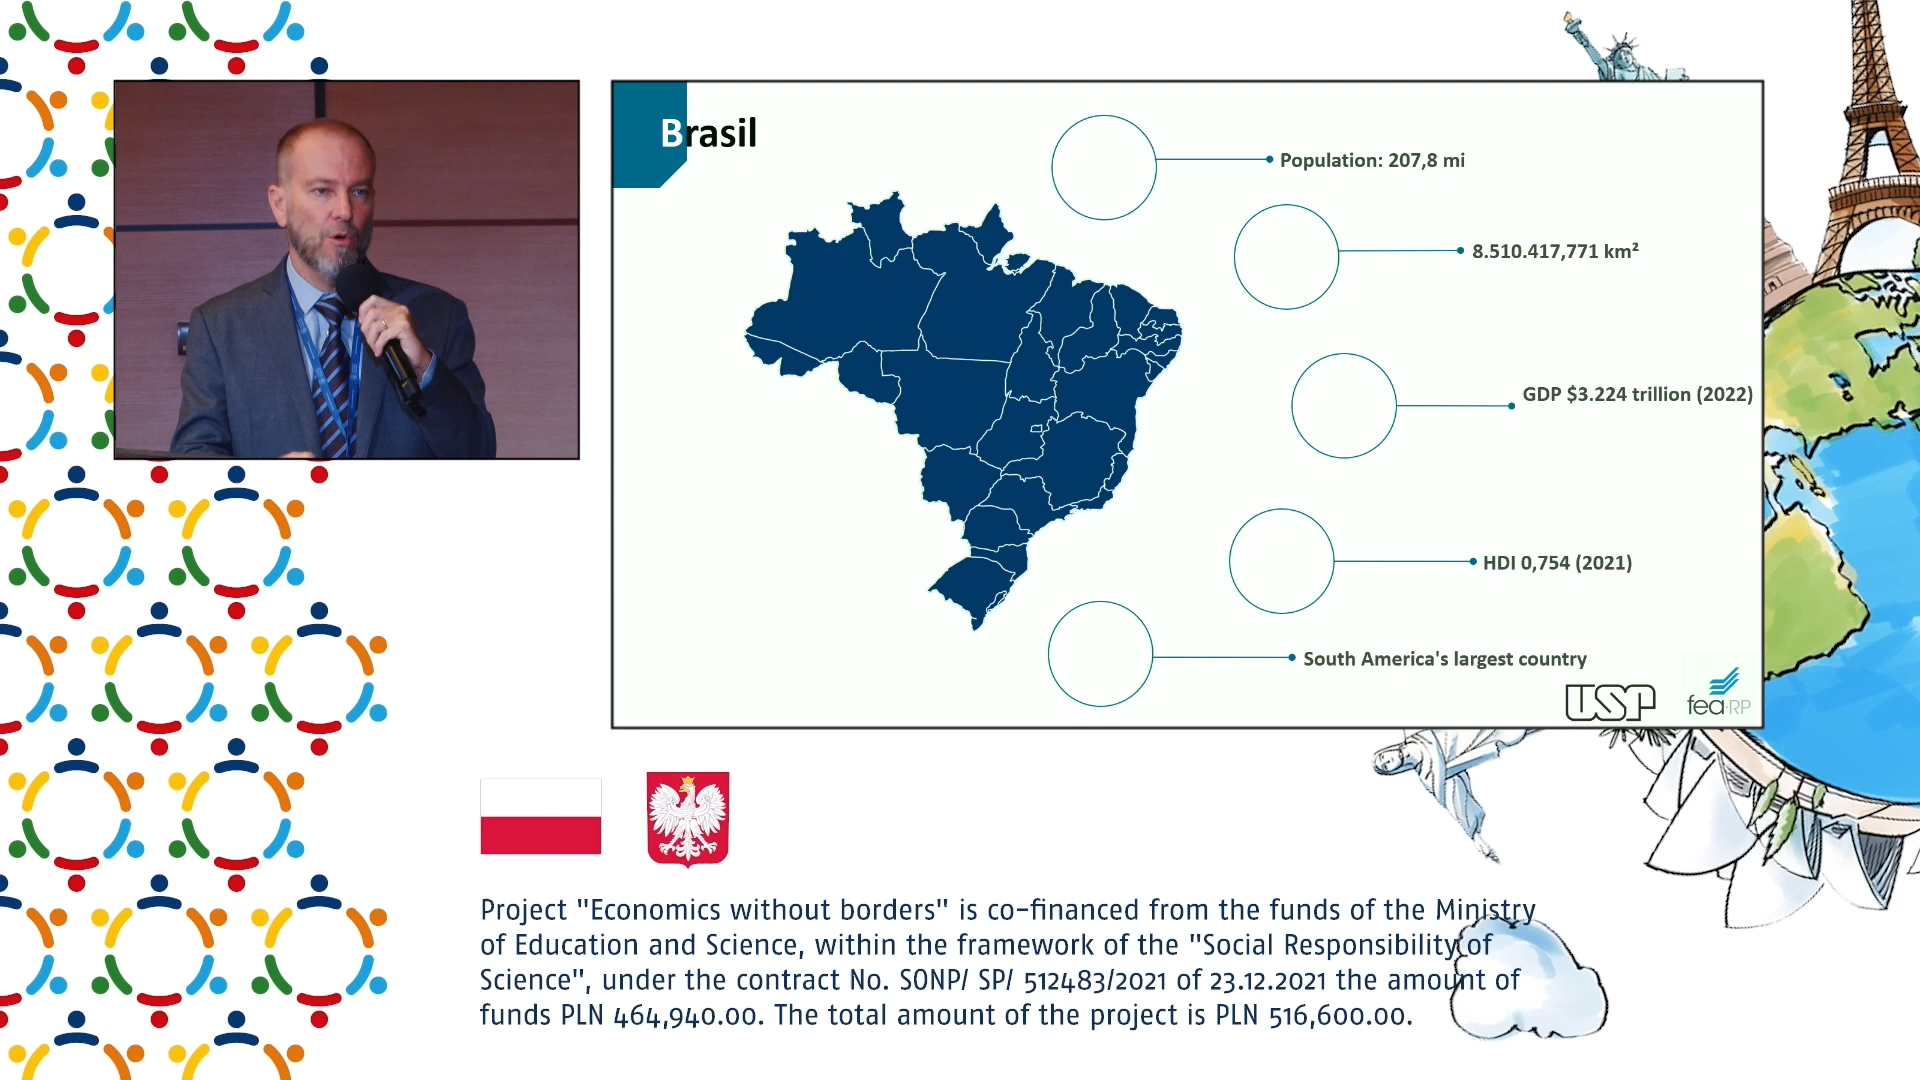 Brasil
Population: 207,8 mi
8.510.417,771 km²
GDP $3.224 trillion (2022)
HDI 0,754 (2021)
South America's largest country
USP
fea-RP
Project "Economics without borders" is co-financed from the funds of the Ministry
of Education and Science, within the framework of the "Social Responsibility of
Science", under the contract No. SONP/ SP/ 512483/2021 of 23.12.2021 the amount of
funds PLN 464,940.00. The total amount of the project is PLN 516,600.00.